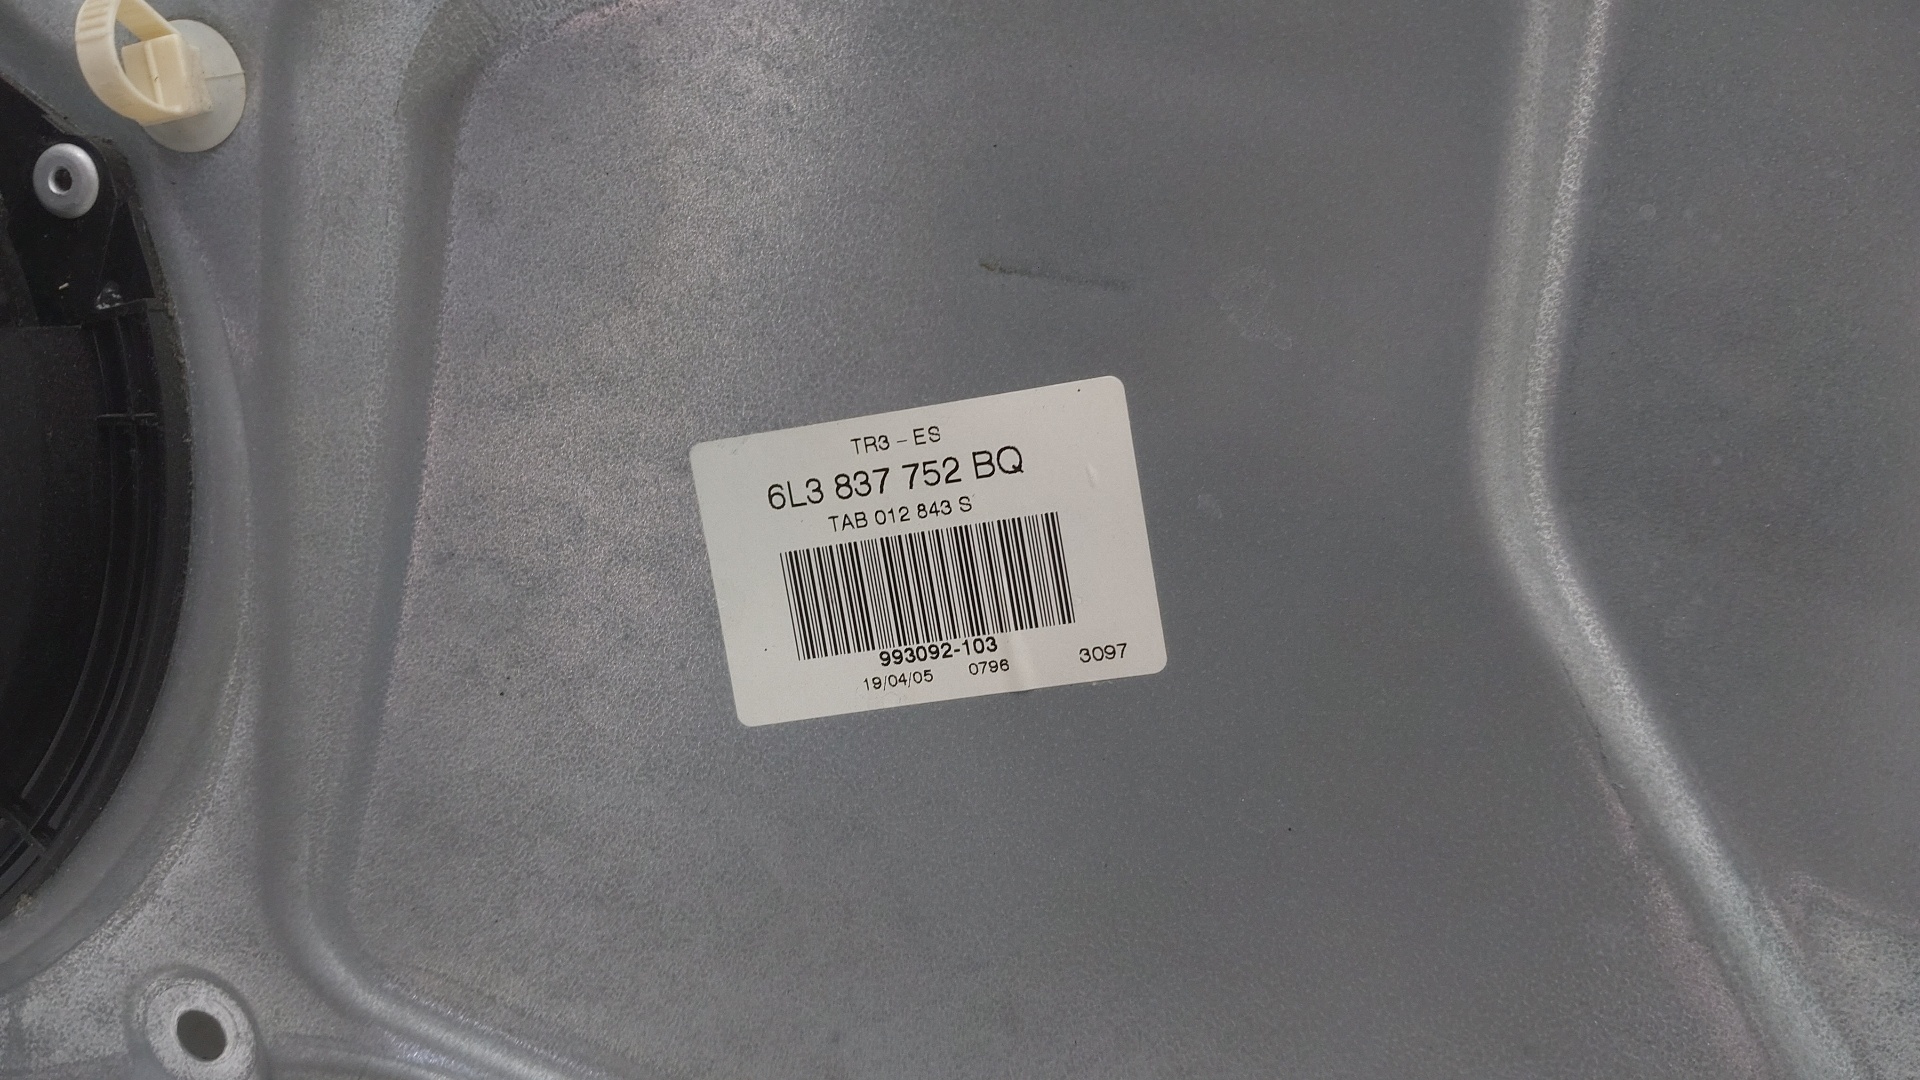 TR3 - ES
6L3 837 752 BQ
TAB 012 843 S
993092-103
19/04/05 0796 3097